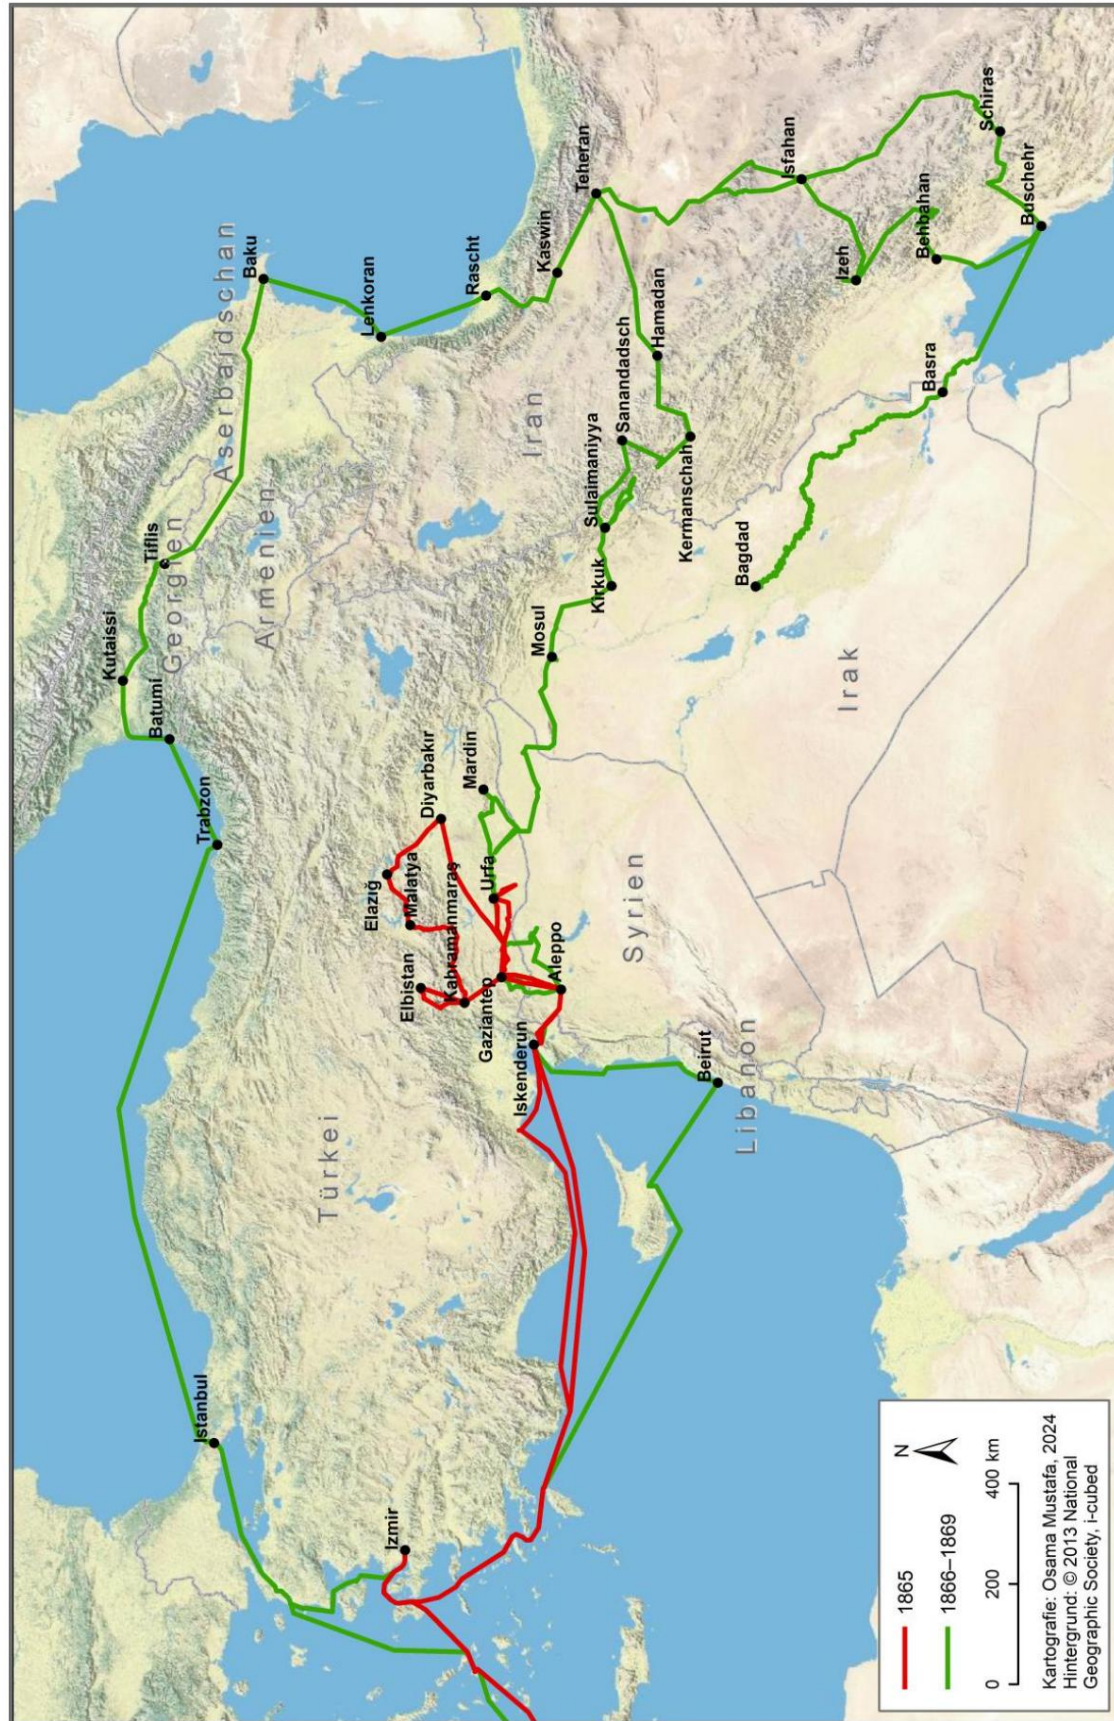 Kutaissi
Tiflis
Baku
Batumi
Georgien
Aserbaidschan
Istanbul
Trabzon
Armenien
Lenkoran
Türkei
Izmir
Elazığ
Malatya
Diyarbakır
Elbistan
Kahramanmaraş
Mardin
Urfa
Gaziantep
Iskenderun
Aleppo
Mosul
Kirkuk
Sulaimaniyya
Sanandadsch
Iran
Rascht
Kaswin
Teheran
Hamadan
Kermanschah
Syrien
Beirut
Libanon
Bagdad
Irak
Isfahan
Izeh
Behbahan
Basra
Schiras
Buschehr
1865
1866–1869
N
0 200 400 km
Kartografie: Osama Mustafa, 2024
Hintergrund: © 2013 National
Geographic Society, i-cubed